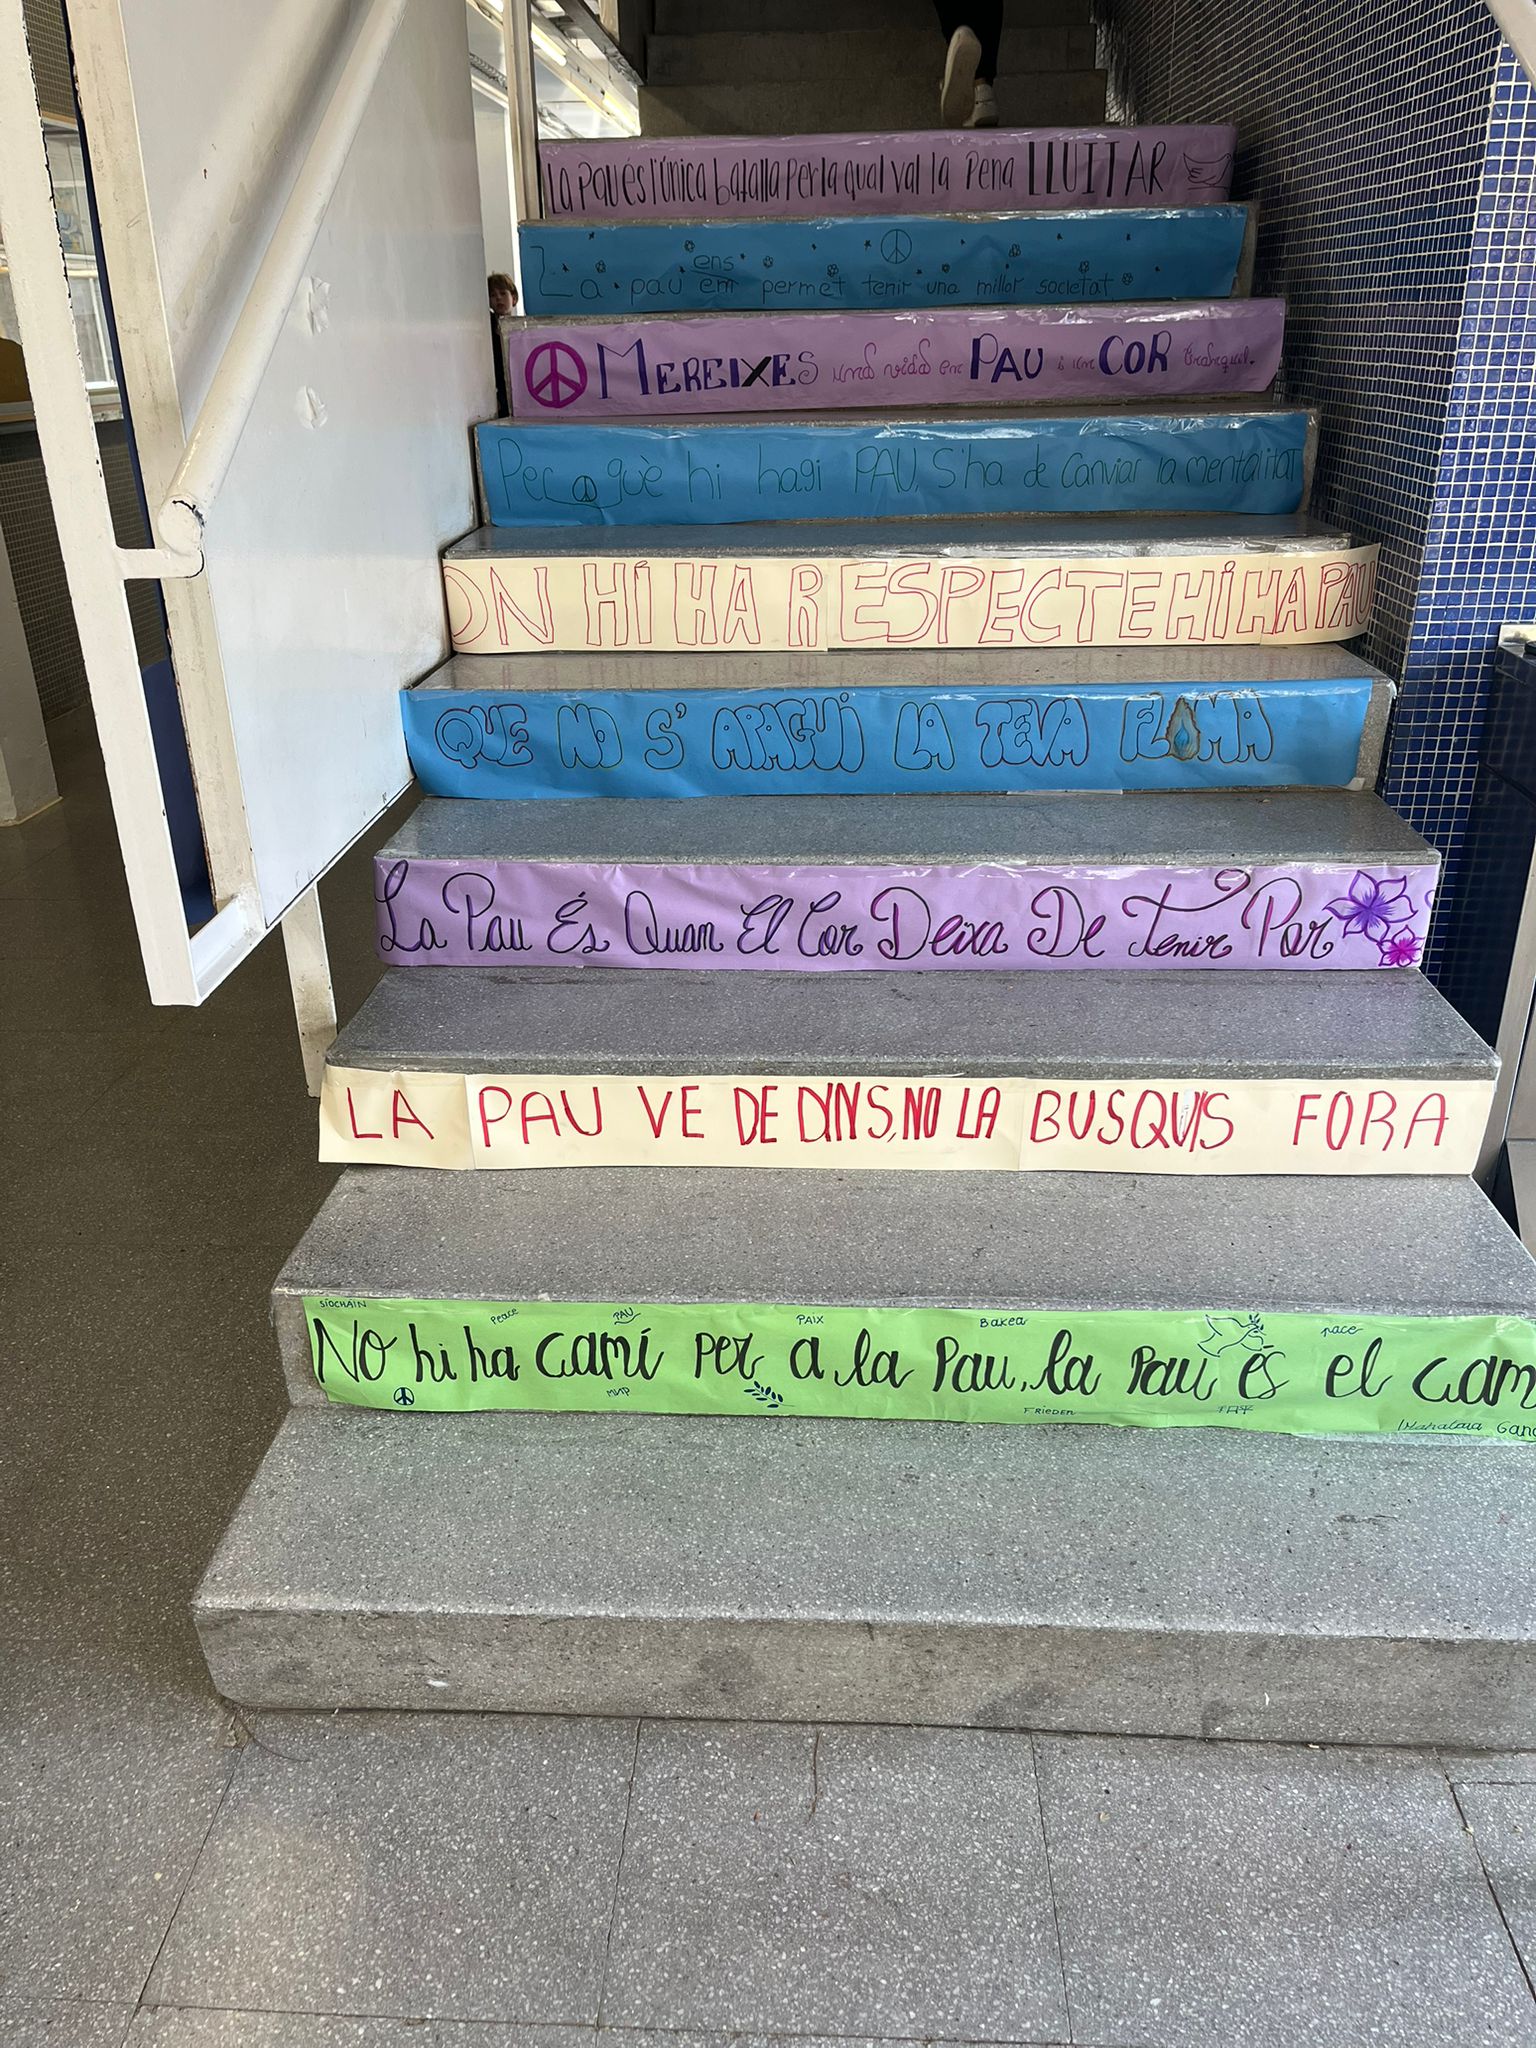 La pau és l'única batalla per la qual val la pena LLUITAR
ens
La pau em permet tenir una millor societat
MEREIXES una vida en PAU i un COR tranquil.
Per a què hi hagi PAU, S'ha de Canviar la mentalitat
ON HI HA RESPECTE HI HA PAU
QUE NO S'APAGUI LA TEVA FLAMA
La Pau És Quan El Cor Deixa De Tenir Por
LA PAU VE DE DINS, NO LA BUSQUIS FORA
SÍOCHAIN Peace PAU PAIX Bakea pace
No hi ha camí per a la Pau, la Pau és el cam
МИР FRIEDEN
Gan